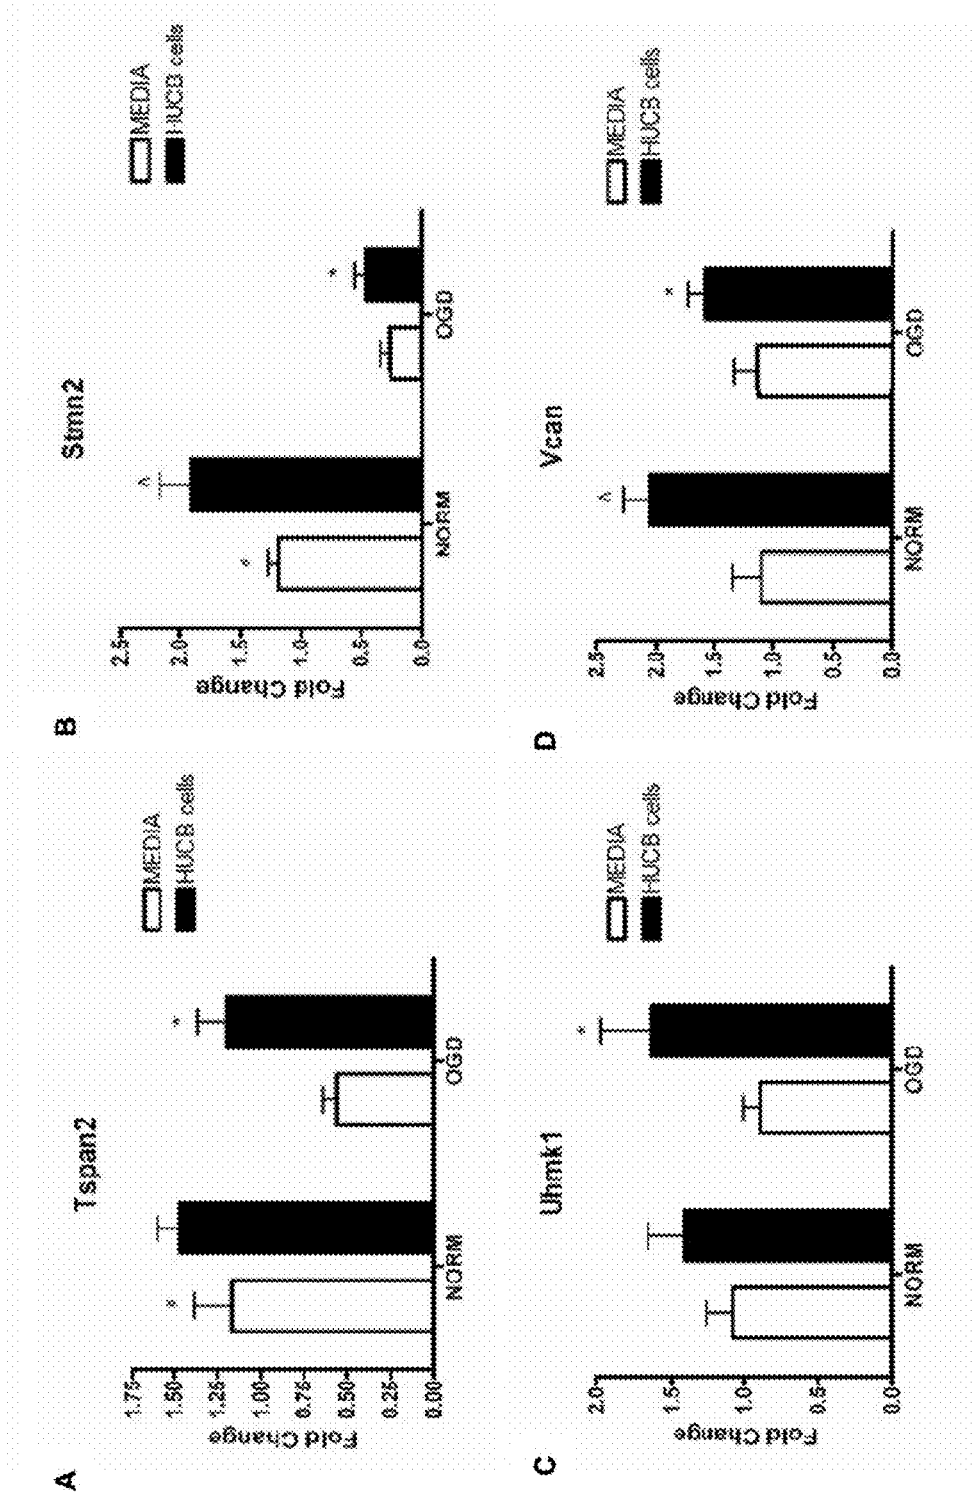 A
Tspan2
Fold Change
1.75
1.50
1.25
1.00
0.75
0.50
0.25
0.00
*
*
NORM
OGD
MEDIA
HUCB cells
B
Stmn2
Fold Change
2.5
2.0
1.5
1.0
0.5
0.0
*
^
*
NORM
OGD
MEDIA
HUCB cells
C
Uhmk1
Fold Change
2.0
1.5
1.0
0.5
0.0
*
NORM
OGD
MEDIA
HUCB cells
D
Vcan
Fold Change
2.5
2.0
1.5
1.0
0.5
0.0
^
*
NORM
OGD
MEDIA
HUCB cells